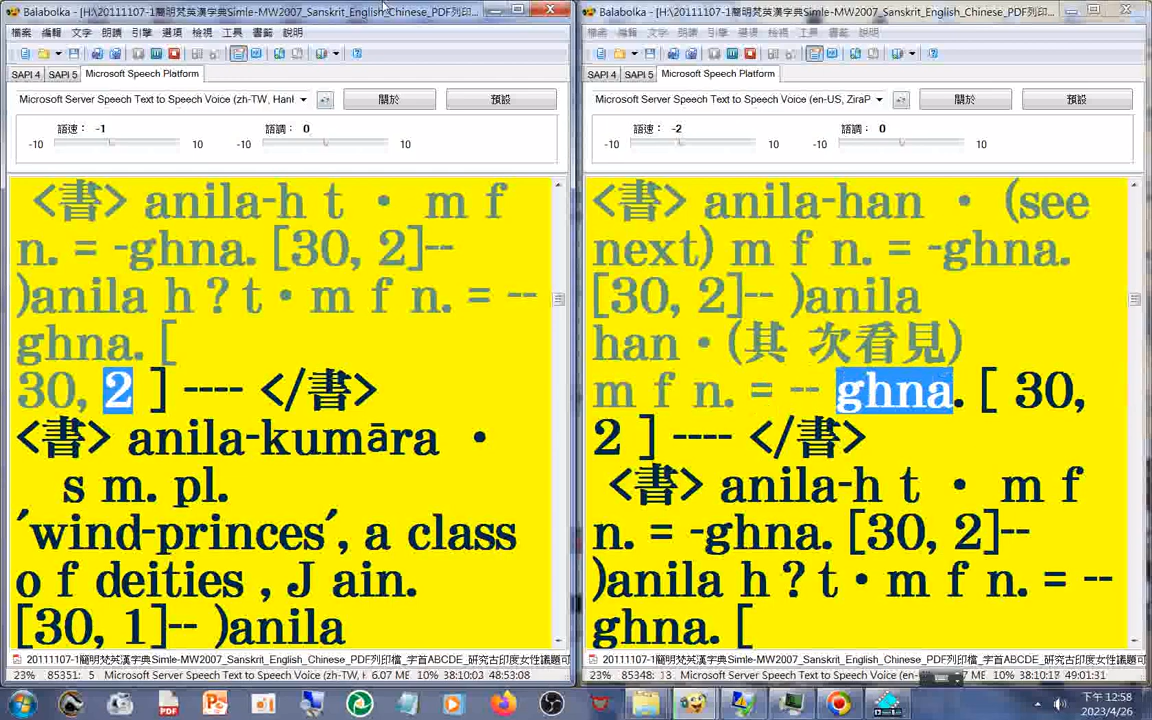 Balabolka - [H:\20111107-1簡明梵英漢字典Simle-MW2007_Sanskrit_English_Chinese_PDF列印...
檔案 編輯 文字 朗讀 引擎 選項 檢視 工具 書籤 說明
SAPI 4 SAPI 5 Microsoft Speech Platform
Microsoft Server Speech Text to Speech Voice (zh-TW, Hanl 關於 預設
語速： -1 語調： 0
-10 10 -10 10
<書> anila-h t • m f
n. = -ghna. [30, 2]--
)anila h ? t • m f n. = --
ghna. [
30, 2 ] ---- </書>
<書> anila-kumāra •
s m. pl.
'wind-princes', a class
o f deities , J ain.
[30, 1]-- )anila
20111107-1簡明梵英漢字典Simle-MW2007_Sanskrit_English_Chinese_PDF列印檔_字首ABCDE_研究古印度女性議題可
23% 85351: 5 Microsoft Server Speech Text to Speech Voice (zh-TW, 6.07 ME 10% 38:10:03 48:53:08
Balabolka - [H:\20111107-1簡明梵英漢字典Simle-MW2007_Sanskrit_English_Chinese_PDF列印...
檔案 編輯 文字 朗讀 引擎 選項 檢視 工具 書籤 說明
SAPI 4 SAPI 5 Microsoft Speech Platform
Microsoft Server Speech Text to Speech Voice (en-US, ZiraP 關於 預設
語速： -2 語調： 0
-10 10 -10 10
<書> anila-han • (see
next) m f n. = -ghna.
[30, 2]-- )anila
han • (其 次看見)
m f n. = -- ghna. [ 30,
2 ] ---- </書>
<書> anila-h t • m f
n. = -ghna. [30, 2]--
)anila h ? t • m f n. = --
ghna. [
20111107-1簡明梵英漢字典Simle-MW2007_Sanskrit_English_Chinese_PDF列印檔_字首ABCDE_研究古印度女性議題可
23% 85348: 13 Microsoft Server Speech Text to Speech Voice (en-U ME 10% 38:10:17 49:01:31
下午 12:58
2023/4/26